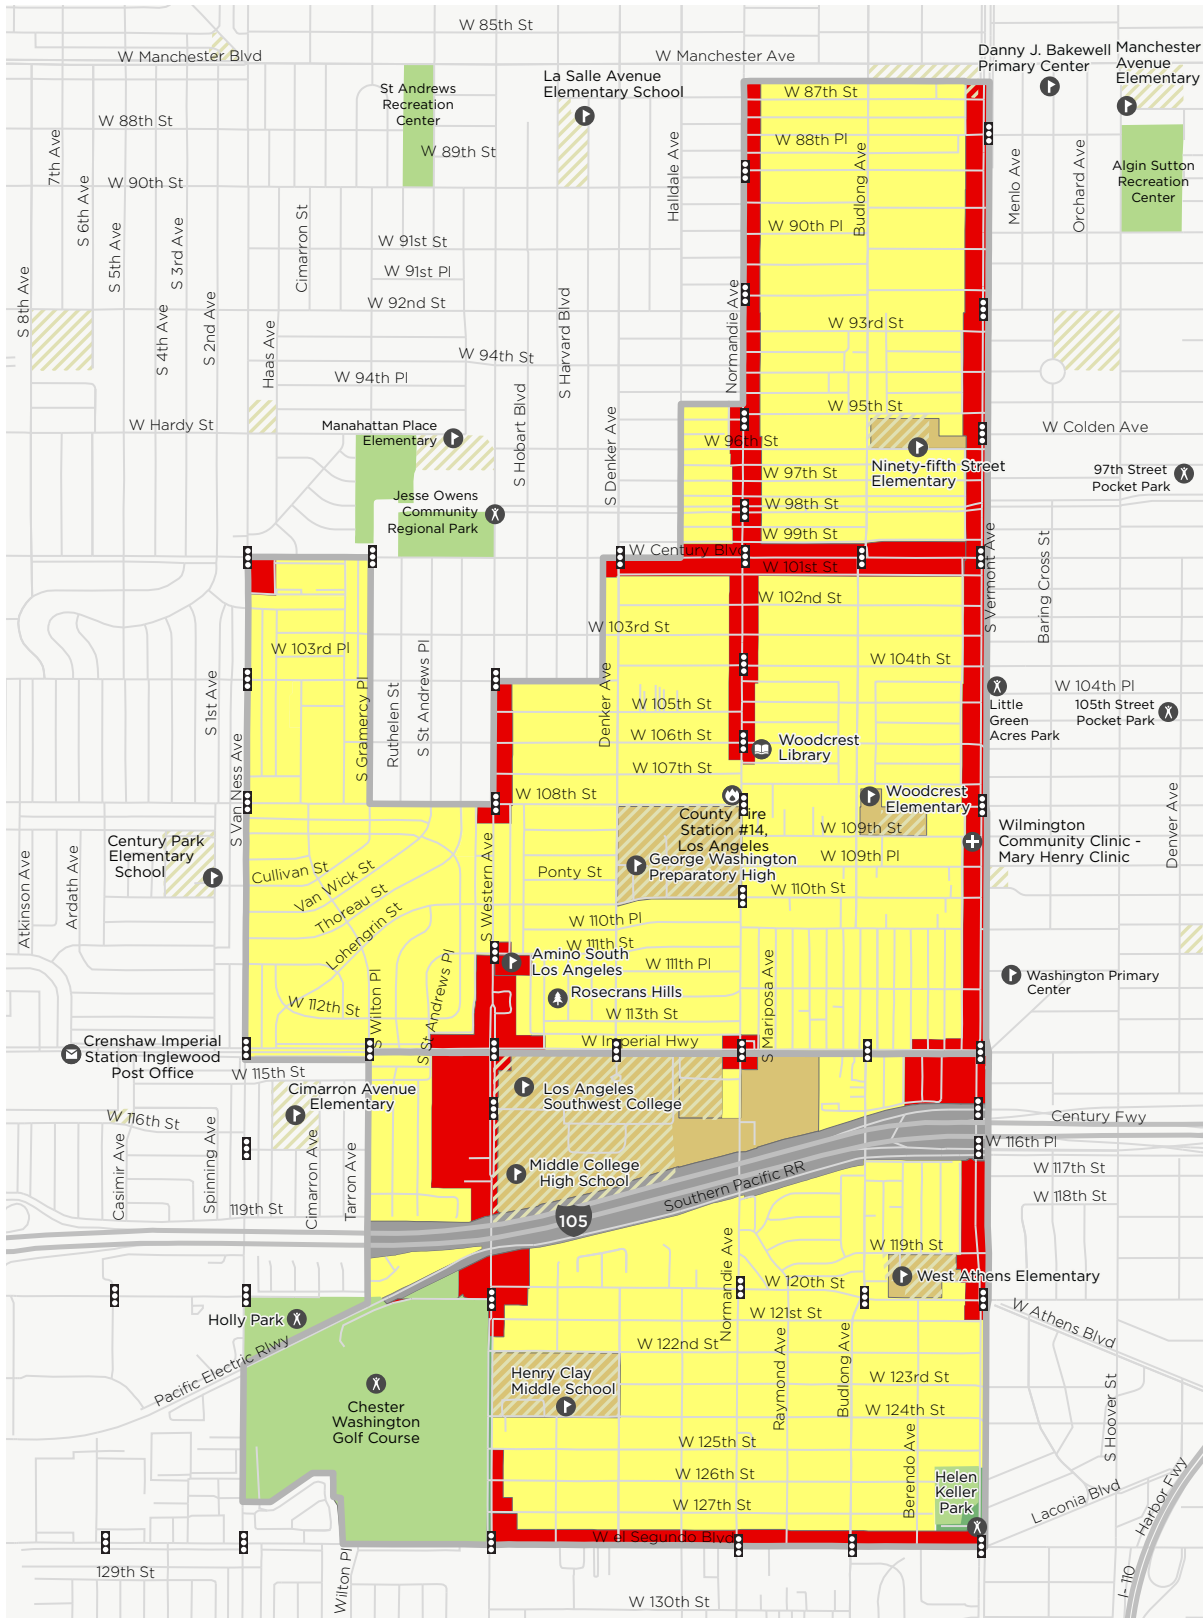 W 85th St
W Manchester Blvd
W Manchester Ave
Danny J. Bakewell
Primary Center
Manchester
Avenue
Elementary
La Salle Avenue
Elementary School
St Andrews
Recreation
Center
W 87th St
W 88th St
W 88th Pl
7th Ave
W 89th St
Halldale Ave
Budlong Ave
Menlo Ave
Orchard Ave
Algin Sutton
Recreation
Center
W 90th St
S 6th Ave
S 5th Ave
S 3rd Ave
Cimarron St
W 90th Pl
W 91st St
W 91st Pl
W 92nd St
S 8th Ave
S 4th Ave
S 2nd Ave
Haas Ave
S Harvard Blvd
Normandie Ave
W 93rd St
W 94th St
W 94th Pl
S Hobart Blvd
S Denker Ave
W 95th St
W Hardy St
Manahattan Place
Elementary
W 96th St
W Colden Ave
Ninety-fifth Street
Elementary
W 97th St
97th Street
Pocket Park
Jesse Owens
Community
Regional Park
W 98th St
W 99th St
W Century Blvd
W 101st St
S Vermont Ave
Baring Cross St
W 102nd St
W 103rd St
W 103rd Pl
W 104th St
S 1st Ave
S Gramercy Pl
Ruthelen St
S St Andrews Pl
Denker Ave
W 104th Pl
Little
Green
Acres Park
105th Street
Pocket Park
W 105th St
W 106th St
Woodcrest
Library
S Van Ness Ave
W 107th St
W 108th St
Woodcrest
Elementary
County Fire
Station #14,
Los Angeles
W 109th St
Wilmington
Community Clinic -
Mary Henry Clinic
Denver Ave
Century Park
Elementary
School
Atkinson Ave
Ardath Ave
Cullivan St
Van Wick St
Thoreau St
Lohengrin St
S Western Ave
Ponty St
George Washington
Preparatory High
W 109th Pl
W 110th St
W 110th Pl
W 111th St
W 111th Pl
Amino South
Los Angeles
Rosecrans Hills
S Mariposa Ave
Washington Primary
Center
W 112th St
S Wilton Pl
S St. Andrews Pl
W 113th St
W Imperial Hwy
Crenshaw Imperial
Station Inglewood
Post Office
W 115th St
Cimarron Avenue
Elementary
Los Angeles
Southwest College
W 116th St
Century Fwy
W 116th Pl
Casimir Ave
Spinning Ave
Cimarron Ave
Tarron Ave
Middle College
High School
Southern Pacific RR
W 117th St
W 118th St
119th St
105
W 119th St
Normandie Ave
West Athens Elementary
W 120th St
W 121st St
W Athens Blvd
Holly Park
Pacific Electric Rlwy
W 122nd St
Raymond Ave
Budlong Ave
Henry Clay
Middle School
W 123rd St
Chester
Washington
Golf Course
W 124th St
S Hoover St
W 125th St
Berendo Ave
W 126th St
Helen
Keller
Park
W 127th St
Laconia Blvd
Harbor Fwy
W el Segundo Blvd
129th St
Wilton Pl
I- 110
W 130th St